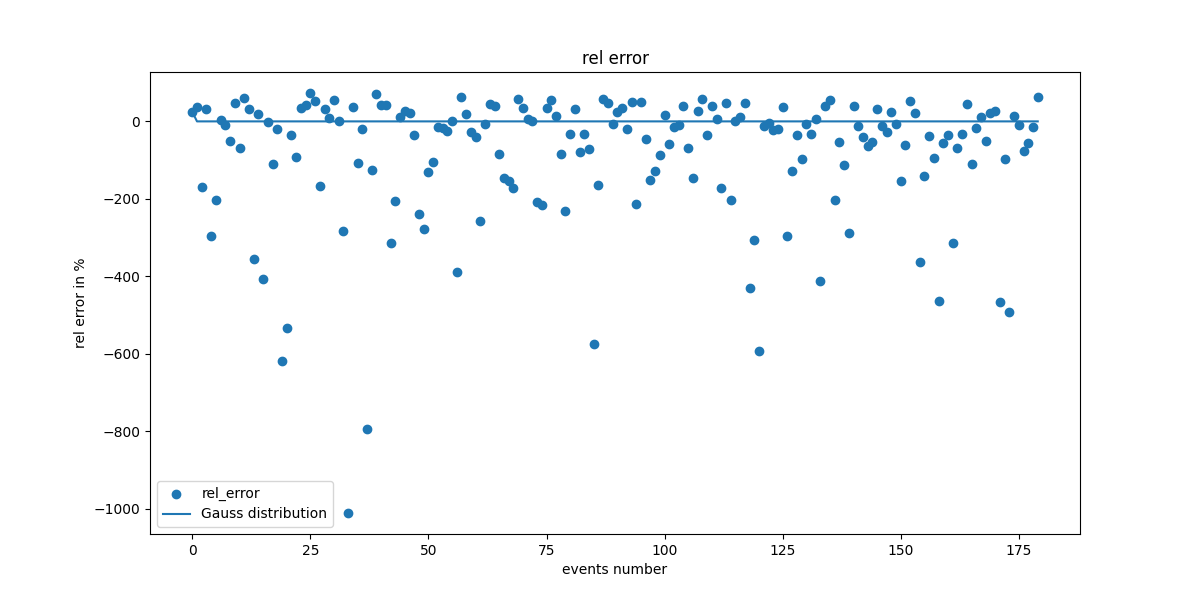 rel error
0
−200
−400
−600
−800
−1000
rel error in %
rel_error
Gauss distribution
0
25
50
75
100
125
150
175
events number